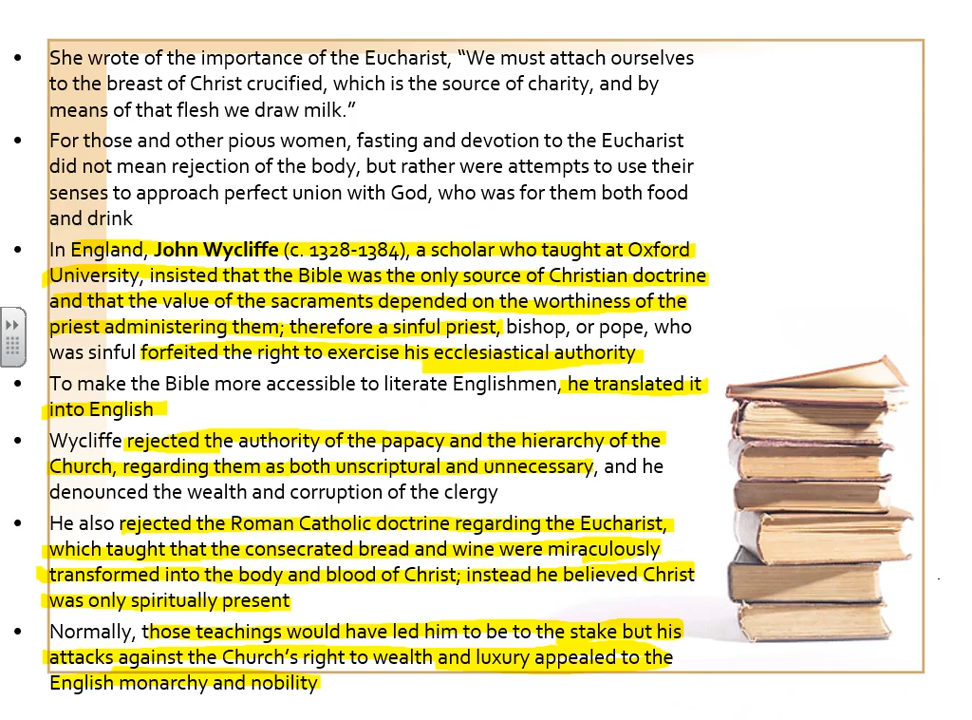 • She wrote of the importance of the Eucharist, “We must attach ourselves
to the breast of Christ crucified, which is the source of charity, and by
means of that flesh we draw milk.”
• For those and other pious women, fasting and devotion to the Eucharist
did not mean rejection of the body, but rather were attempts to use their
senses to approach perfect union with God, who was for them both food
and drink
• In England, John Wycliffe (c. 1328-1384), a scholar who taught at Oxford
University, insisted that the Bible was the only source of Christian doctrine
and that the value of the sacraments depended on the worthiness of the
priest administering them; therefore a sinful priest, bishop, or pope, who
was sinful forfeited the right to exercise his ecclesiastical authority
• To make the Bible more accessible to literate Englishmen, he translated it
into English
• Wycliffe rejected the authority of the papacy and the hierarchy of the
Church, regarding them as both unscriptural and unnecessary, and he
denounced the wealth and corruption of the clergy
• He also rejected the Roman Catholic doctrine regarding the Eucharist,
which taught that the consecrated bread and wine were miraculously
transformed into the body and blood of Christ; instead he believed Christ
was only spiritually present
• Normally, those teachings would have led him to be to the stake but his
attacks against the Church’s right to wealth and luxury appealed to the
English monarchy and nobility